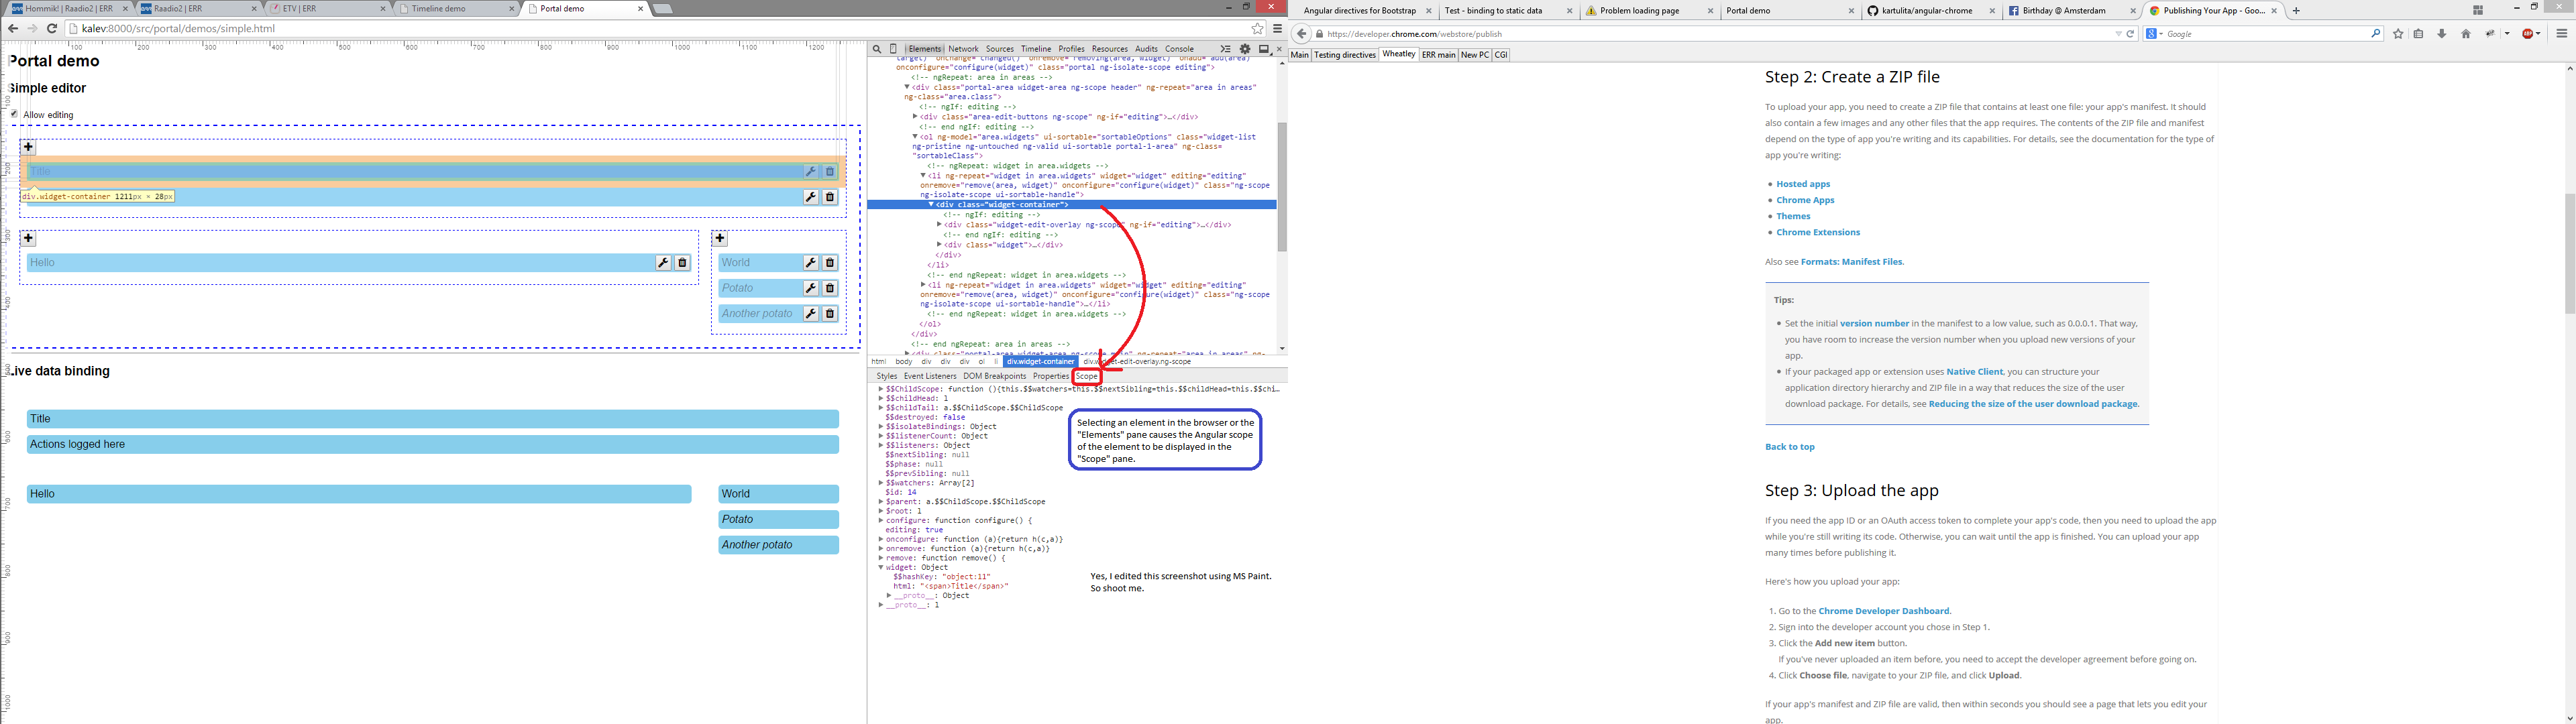 Hommik! | Raadio2 | ERR
Raadio2 | ERR
ETV | ERR
Timeline demo
Portal demo
kalev:8000/src/portal/demos/simple.html
100 200 300 400 500 600 700 800 900 1000 1100 1200
Portal demo
Simple editor
Allow editing
Title
div.widget-container 1211px × 28px
Hello
World
Potato
Another potato
Live data binding
Title
Actions logged here
Hello
World
Potato
Another potato
Elements Network Sources Timeline Profiles Resources Audits Console
onconfigure="configure(widget)" class="portal ng-isolate-scope editing">
<!-- ngRepeat: area in areas -->
▼<div class="portal-area widget-area ng-scope header" ng-repeat="area in areas"
ng-class="area.class">
<!-- ngIf: editing -->
▶<div class="area-edit-buttons ng-scope" ng-if="editing">…</div>
<!-- end ngIf: editing -->
▼<ol ng-model="area.widgets" ui-sortable="sortableOptions" class="widget-list
ng-pristine ng-untouched ng-valid ui-sortable portal-1-area" ng-class=
"sortableClass">
<!-- ngRepeat: widget in area.widgets -->
▼<li ng-repeat="widget in area.widgets" widget="widget" editing="editing"
onremove="remove(area, widget)" onconfigure="configure(widget)" class="ng-scope
ng-isolate-scope ui-sortable-handle">
▼<div class="widget-container">
<!-- ngIf: editing -->
▶<div class="widget-edit-overlay ng-scope" ng-if="editing">…</div>
<!-- end ngIf: editing -->
▶<div class="widget">…</div>
</div>
</li>
<!-- end ngRepeat: widget in area.widgets -->
▶<li ng-repeat="widget in area.widgets" widget="widget" editing="editing"
onremove="remove(area, widget)" onconfigure="configure(widget)" class="ng-scope
ng-isolate-scope ui-sortable-handle">…</li>
<!-- end ngRepeat: widget in area.widgets -->
</ol>
</div>
<!-- end ngRepeat: area in areas -->
html body div div div ol li div.widget-container div.widget-edit-overlay.ng-scope
Styles Event Listeners DOM Breakpoints Properties Scope
▶ $$ChildScope: function (){this.$$watchers=this.$$nextSibling=this.$$childHead=this.$$chi…
▶ $$childHead: l
▶ $$childTail: a.$$ChildScope.$$ChildScope
$$destroyed: false
▶ $$isolateBindings: Object
▶ $$listenerCount: Object
▶ $$listeners: Object
$$nextSibling: null
$$phase: null
$$prevSibling: null
▶ $$watchers: Array[2]
$id: 14
▶ $parent: a.$$ChildScope.$$ChildScope
▶ $root: l
▶ configure: function configure() {
editing: true
▶ onconfigure: function (a){return h(c,a)}
▶ onremove: function (a){return h(c,a)}
▶ remove: function remove() {
▼ widget: Object
$$hashKey: "object:11"
html: "<span>Title</span>"
▶ __proto__: Object
▶ __proto__: l
Selecting an element in the browser or the
"Elements" pane causes the Angular scope
of the element to be displayed in the
"Scope" pane.
Yes, I edited this screenshot using MS Paint.
So shoot me.
Angular directives for Bootstrap
Test - binding to static data
Problem loading page
Portal demo
kartulita/angular-chrome
Birthday @ Amsterdam
Publishing Your App - Goo...
https://developer.chrome.com/webstore/publish
Google
Main Testing directives Wheatley ERR main New PC CGI
Step 2: Create a ZIP file
To upload your app, you need to create a ZIP file that contains at least one file: your app's manifest. It should
also contain a few images and any other files that the app requires. The contents of the ZIP file and manifest
depend on the type of app you're writing and its capabilities. For details, see the documentation for the type of
app you're writing:
• Hosted apps
• Chrome Apps
• Themes
• Chrome Extensions
Also see Formats: Manifest Files.
Tips:
• Set the initial version number in the manifest to a low value, such as 0.0.0.1. That way,
you have room to increase the version number when you upload new versions of your
app.
• If your packaged app or extension uses Native Client, you can structure your
application directory hierarchy and ZIP file in a way that reduces the size of the user
download package. For details, see Reducing the size of the user download package.
Back to top
Step 3: Upload the app
If you need the app ID or an OAuth access token to complete your app's code, then you need to upload the app
while you're still writing its code. Otherwise, you can wait until the app is finished. You can upload your app
many times before publishing it.
Here's how you upload your app:
1. Go to the Chrome Developer Dashboard.
2. Sign into the developer account you chose in Step 1.
3. Click the Add new item button.
If you've never uploaded an item before, you need to accept the developer agreement before going on.
4. Click Choose file, navigate to your ZIP file, and click Upload.
If your app's manifest and ZIP file are valid, then within seconds you should see a page that lets you edit your
app.